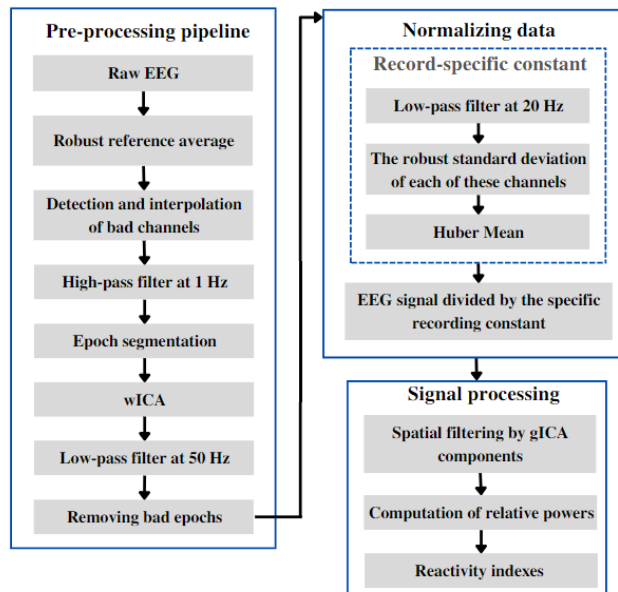 Pre-processing pipeline
Raw EEG
Robust reference average
Detection and interpolation
of bad channels
High-pass filter at 1 Hz
Epoch segmentation
wICA
Low-pass filter at 50 Hz
Removing bad epochs
Normalizing data
Record-specific constant
Low-pass filter at 20 Hz
The robust standard deviation
of each of these channels
Huber Mean
EEG signal divided by the specific
recording constant
Signal processing
Spatial filtering by gICA
components
Computation of relative powers
Reactivity indexes